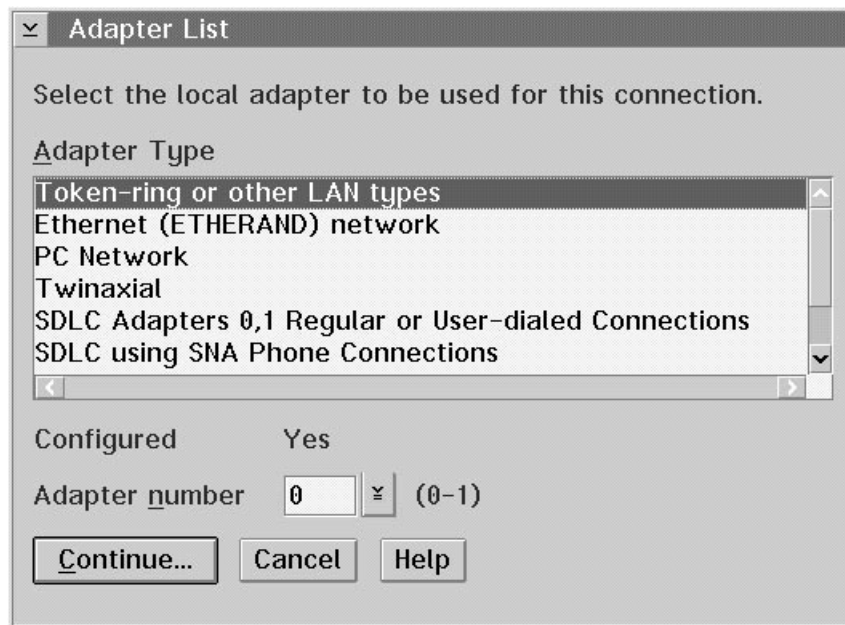 Adapter List
Select the local adapter to be used for this connection.
Adapter Type
Token-ring or other LAN types
Ethernet (ETHERAND) network
PC Network
Twinaxial
SDLC Adapters 0,1 Regular or User-dialed Connections
SDLC using SNA Phone Connections
Configured Yes
Adapter number 0 (0-1)
Continue... Cancel Help